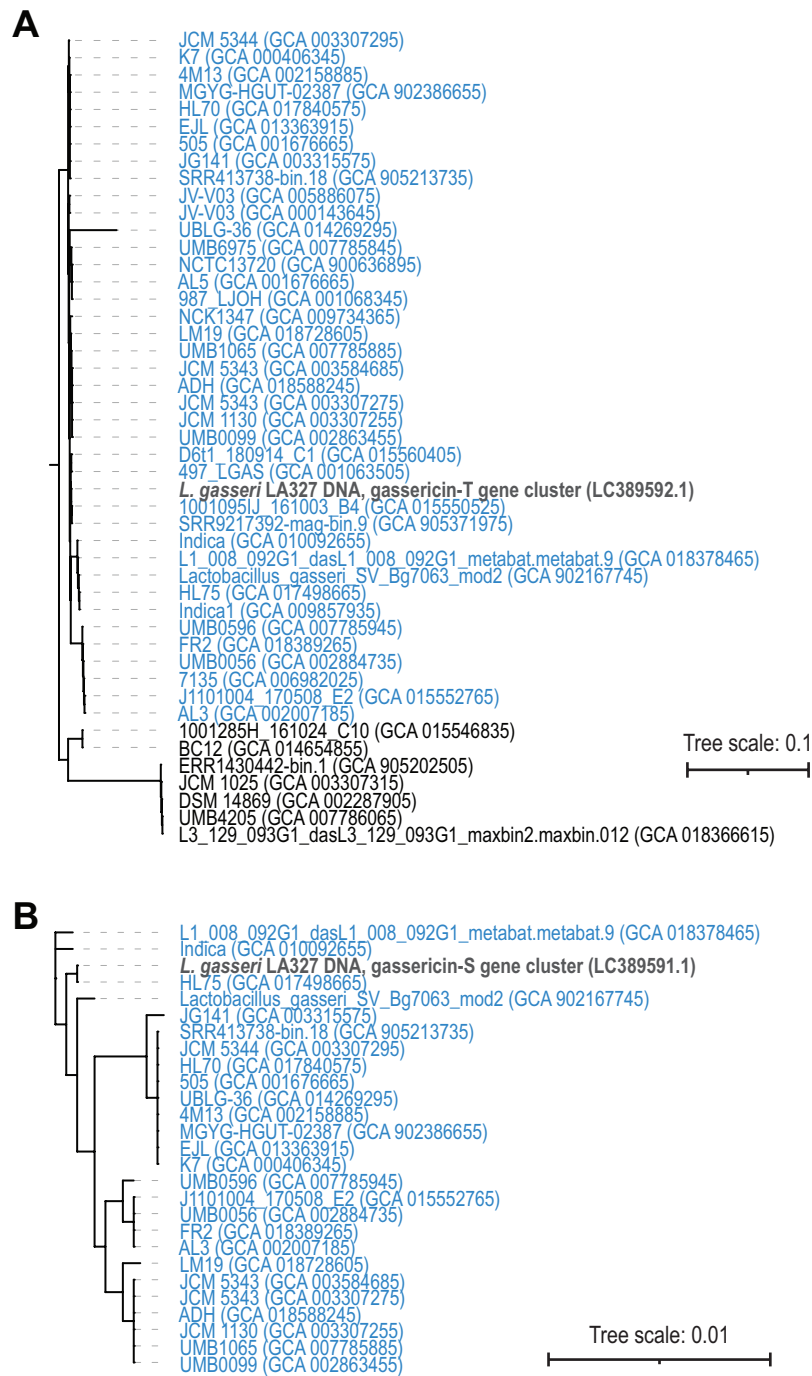 A
JCM 5344 (GCA 003307295)
K7 (GCA 000406345)
4M13 (GCA 002158885)
MGYG-HGUT-02387 (GCA 902386655)
HL70 (GCA 017840575)
EJL (GCA 013363915)
505 (GCA 001676665)
JG141 (GCA 003315575)
SRR413738-bin.18 (GCA 905213735)
JV-V03 (GCA 005886075)
JV-V03 (GCA 000143645)
UBLG-36 (GCA 014269295)
UMB6975 (GCA 007785845)
NCTC13720 (GCA 900636895)
AL5 (GCA 001676665)
987_LJOH (GCA 001068345)
NCK1347 (GCA 009734365)
LM19 (GCA 018728605)
UMB1065 (GCA 007785885)
JCM 5343 (GCA 003584685)
ADH (GCA 018588245)
JCM 5343 (GCA 003307275)
JCM 1130 (GCA 003307255)
UMB0099 (GCA 002863455)
D6t1_180914_C1 (GCA 015560405)
497_LGAS (GCA 001063505)
L. gasseri LA327 DNA, gassericin-T gene cluster (LC389592.1)
1001095IJ_161003_B4 (GCA 015550525)
SRR9217392-mag-bin.9 (GCA 905371975)
Indica (GCA 010092655)
L1_008_092G1_dasL1_008_092G1_metabat.metabat.9 (GCA 018378465)
Lactobacillus_gasseri_SV_Bg7063_mod2 (GCA 902167745)
HL75 (GCA 017498665)
Indica1 (GCA 009857935)
UMB0596 (GCA 007785945)
FR2 (GCA 018389265)
UMB0056 (GCA 002884735)
7135 (GCA 006982025)
J1101004_170508_E2 (GCA 015552765)
AL3 (GCA 002007185)
1001285H_161024_C10 (GCA 015546835)
BC12 (GCA 014654855)
Tree scale: 0.1
ERR1430442-bin.1 (GCA 905202505)
JCM 1025 (GCA 003307315)
DSM 14869 (GCA 002287905)
UMB4205 (GCA 007786065)
L3_129_093G1_dasL3_129_093G1_maxbin2.maxbin.012 (GCA 018366615)
B
L1_008_092G1_dasL1_008_092G1_metabat.metabat.9 (GCA 018378465)
Indica (GCA 010092655)
L. gasseri LA327 DNA, gassericin-S gene cluster (LC389591.1)
HL75 (GCA 017498665)
Lactobacillus_gasseri_SV_Bg7063_mod2 (GCA 902167745)
JG141 (GCA 003315575)
SRR413738-bin.18 (GCA 905213735)
JCM 5344 (GCA 003307295)
HL70 (GCA 017840575)
505 (GCA 001676665)
UBLG-36 (GCA 014269295)
4M13 (GCA 002158885)
MGYG-HGUT-02387 (GCA 902386655)
EJL (GCA 013363915)
K7 (GCA 000406345)
UMB0596 (GCA 007785945)
J1101004_170508_E2 (GCA 015552765)
UMB0056 (GCA 002884735)
FR2 (GCA 018389265)
AL3 (GCA 002007185)
LM19 (GCA 018728605)
JCM 5343 (GCA 003584685)
JCM 5343 (GCA 003307275)
ADH (GCA 018588245)
JCM 1130 (GCA 003307255)
Tree scale: 0.01
UMB1065 (GCA 007785885)
UMB0099 (GCA 002863455)